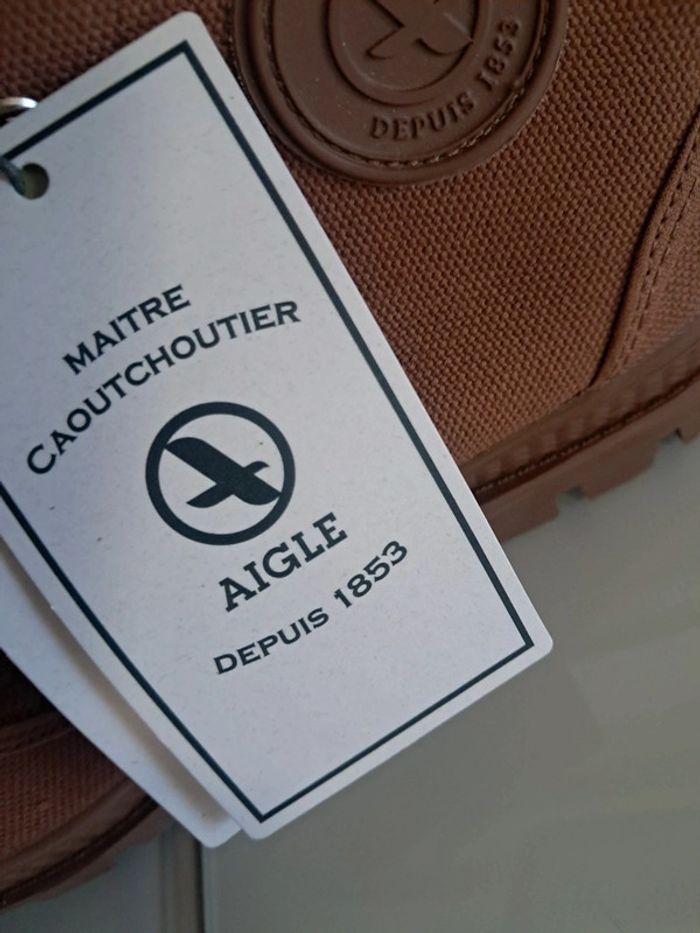 DEPUIS 1853
MAITRE
CAOUTCHOUTIER
AIGLE
DEPUIS 1853